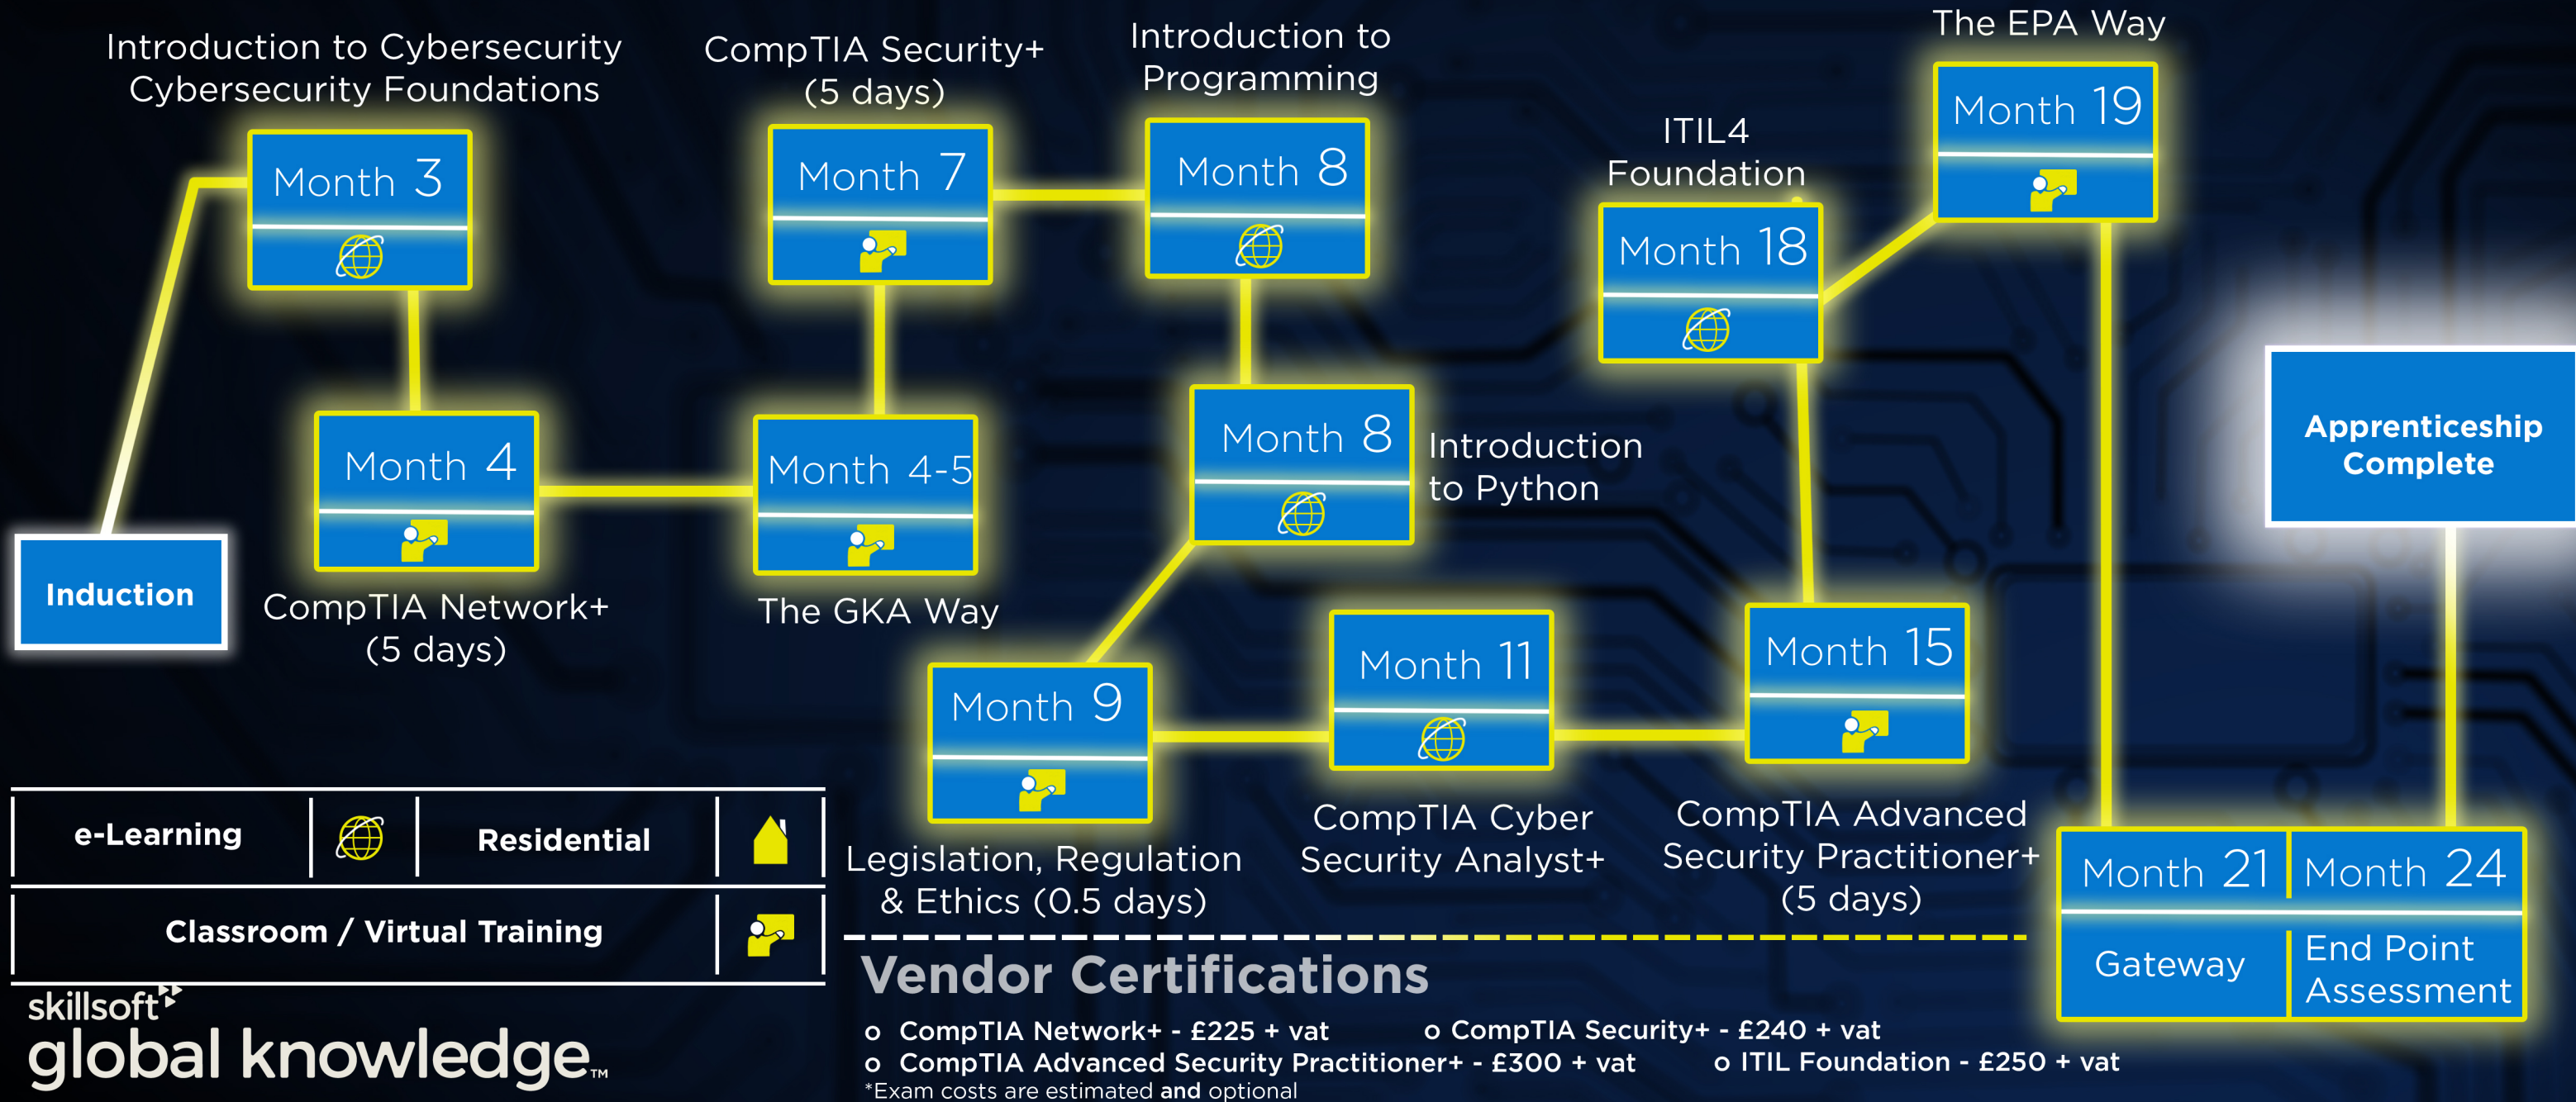 Introduction to Cybersecurity
Cybersecurity Foundations
Month 3
Induction
Month 4
CompTIA Network+
(5 days)
Month 4-5
The GKA Way
CompTIA Security+
(5 days)
Month 7
Introduction to
Programming
Month 8
Month 8
Introduction
to Python
Month 9
Legislation, Regulation
& Ethics (0.5 days)
Month 11
CompTIA Cyber
Security Analyst+
Month 15
CompTIA Advanced
Security Practitioner+
(5 days)
ITIL4
Foundation
Month 18
The EPA Way
Month 19
Month 21
Gateway
Month 24
End Point
Assessment
Apprenticeship
Complete
e-Learning
Residential
Classroom / Virtual Training
skillsoft
global knowledge™
Vendor Certifications
o CompTIA Network+ - £225 + vat
o CompTIA Security+ - £240 + vat
o CompTIA Advanced Security Practitioner+ - £300 + vat
o ITIL Foundation - £250 + vat
*Exam costs are estimated and optional